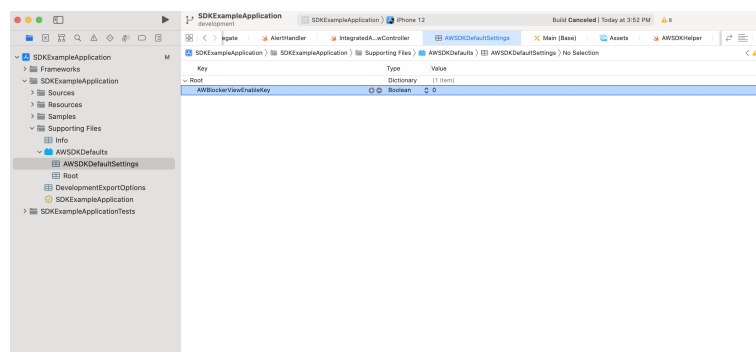 SDKExampleApplication
development
SDKExampleApplication 〉 iPhone 12
Build Canceled | Today at 3:52 PM
6
egate
AlertHandler
IntegratedA...wController
AWSDKDefaultSettings
Main (Base)
Assets
AWSDKHelper
SDKExampleApplication 〉 SDKExampleApplication 〉 Supporting Files 〉 AWSDKDefaults 〉 AWSDKDefaultSettings 〉 No Selection
SDKExampleApplication M
Frameworks
SDKExampleApplication
Sources
Resources
Samples
Supporting Files
Info
AWSDKDefaults
AWSDKDefaultSettings
Root
DevelopmentExportOptions
SDKExampleApplication
SDKExampleApplicationTests
Key Type Value
Root Dictionary (1 item)
AWBlockerViewEnableKey Boolean 0